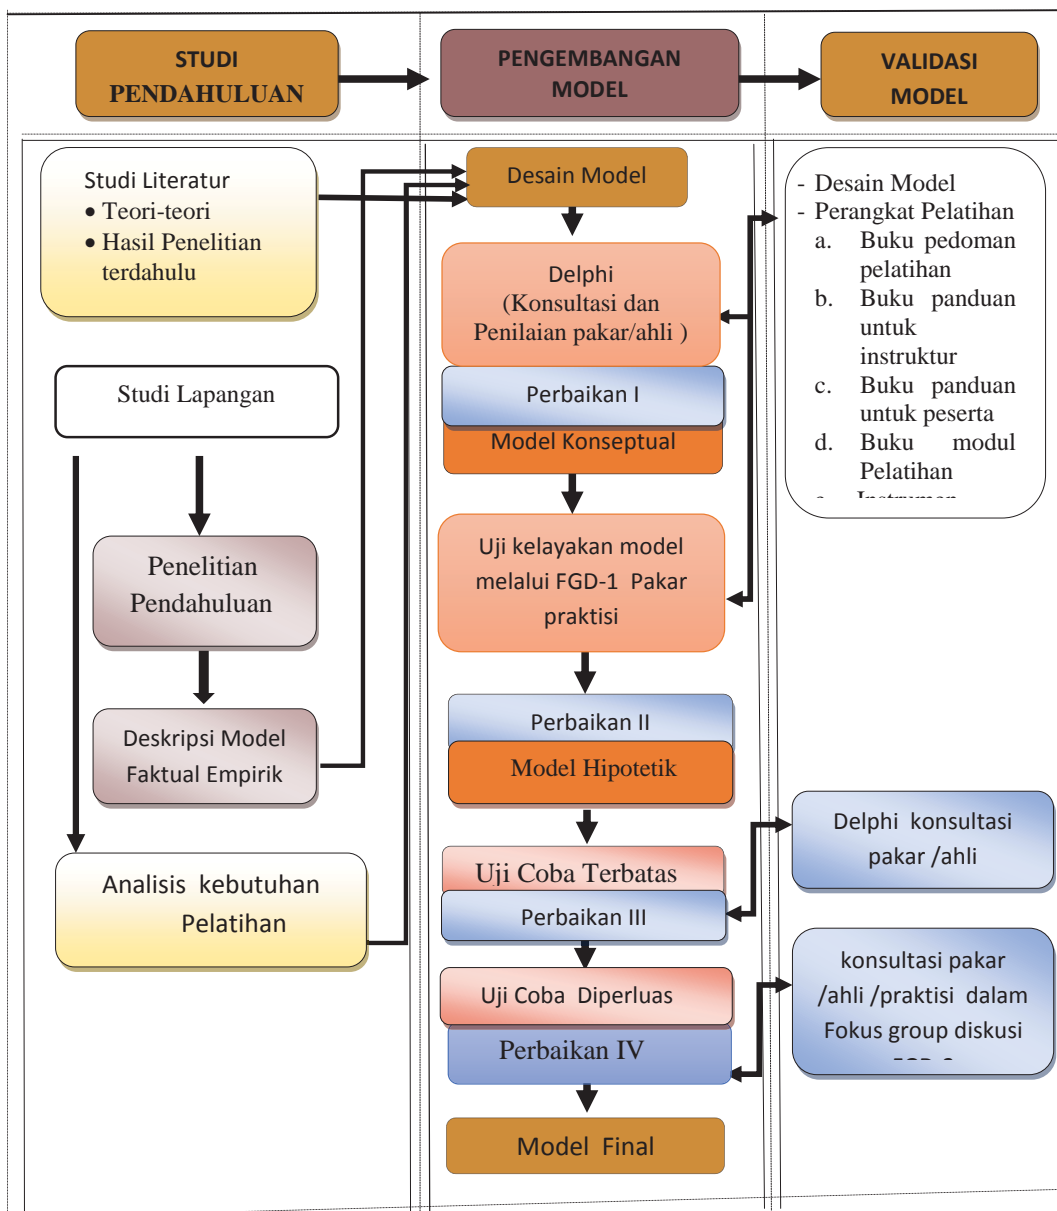 STUDI
PENDAHULUAN
PENGEMBANGAN
MODEL
VALIDASI
MODEL
Studi Literatur
• Teori-teori
• Hasil Penelitian
terdahulu
Studi Lapangan
Penelitian
Pendahuluan
Deskripsi Model
Faktual Empirik
Analisis kebutuhan
Pelatihan
Desain Model
Delphi
(Konsultasi dan
Penilaian pakar/ahli )
Perbaikan I
Model Konseptual
Uji kelayakan model
melalui FGD-1 Pakar
praktisi
Perbaikan II
Model Hipotetik
Uji Coba Terbatas
Perbaikan III
Uji Coba Diperluas
Perbaikan IV
Model Final
- Desain Model
- Perangkat Pelatihan
a. Buku pedoman
pelatihan
b. Buku panduan
untuk
instruktur
c. Buku panduan
untuk peserta
d. Buku modul
Pelatihan
Delphi konsultasi
pakar /ahli
konsultasi pakar
/ahli /praktisi dalam
Fokus group diskusi